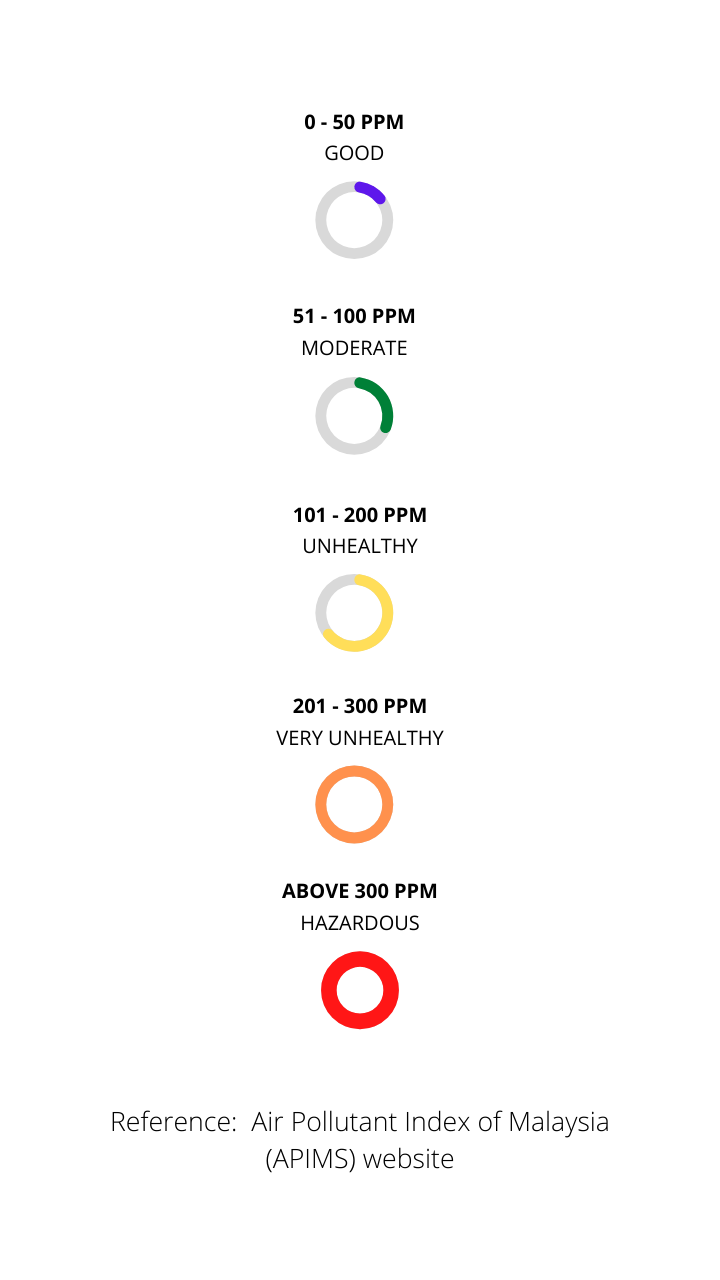 0 - 50 PPM
GOOD
51 - 100 PPM
MODERATE
101 - 200 PPM
UNHEALTHY
201 - 300 PPM
VERY UNHEALTHY
ABOVE 300 PPM
HAZARDOUS
Reference:  Air Pollutant Index of Malaysia
(APIMS) website